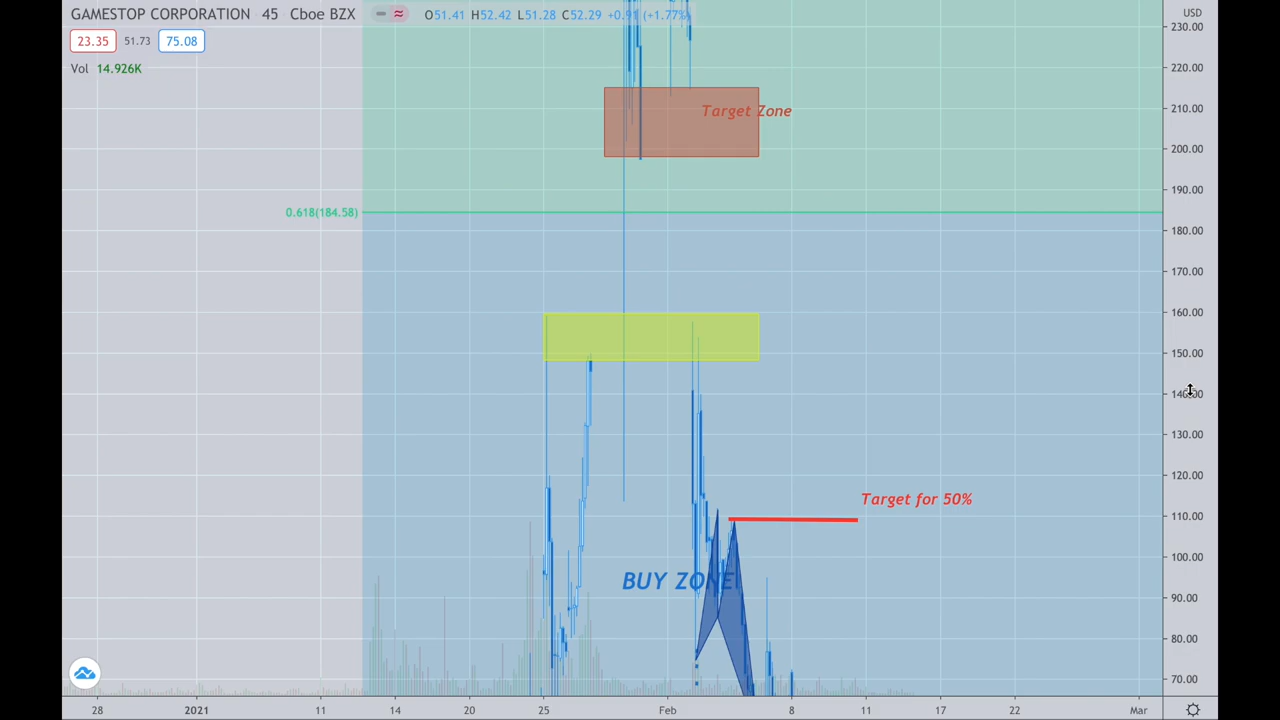 GAMESTOP CORPORATION 45 Cboe BZX O51.41 H52.42 L51.28 C52.29 +0.91 (+1.77%)
USD
23.35 51.73 75.08
Vol 14.926K
230.00
220.00
210.00
200.00
190.00
180.00
170.00
160.00
150.00
140.00
130.00
120.00
110.00
100.00
90.00
80.00
70.00
Target Zone
0.618(184.58)
Target for 50%
BUY ZONE
28 2021 11 14 20 25 Feb 8 11 17 22 Mar